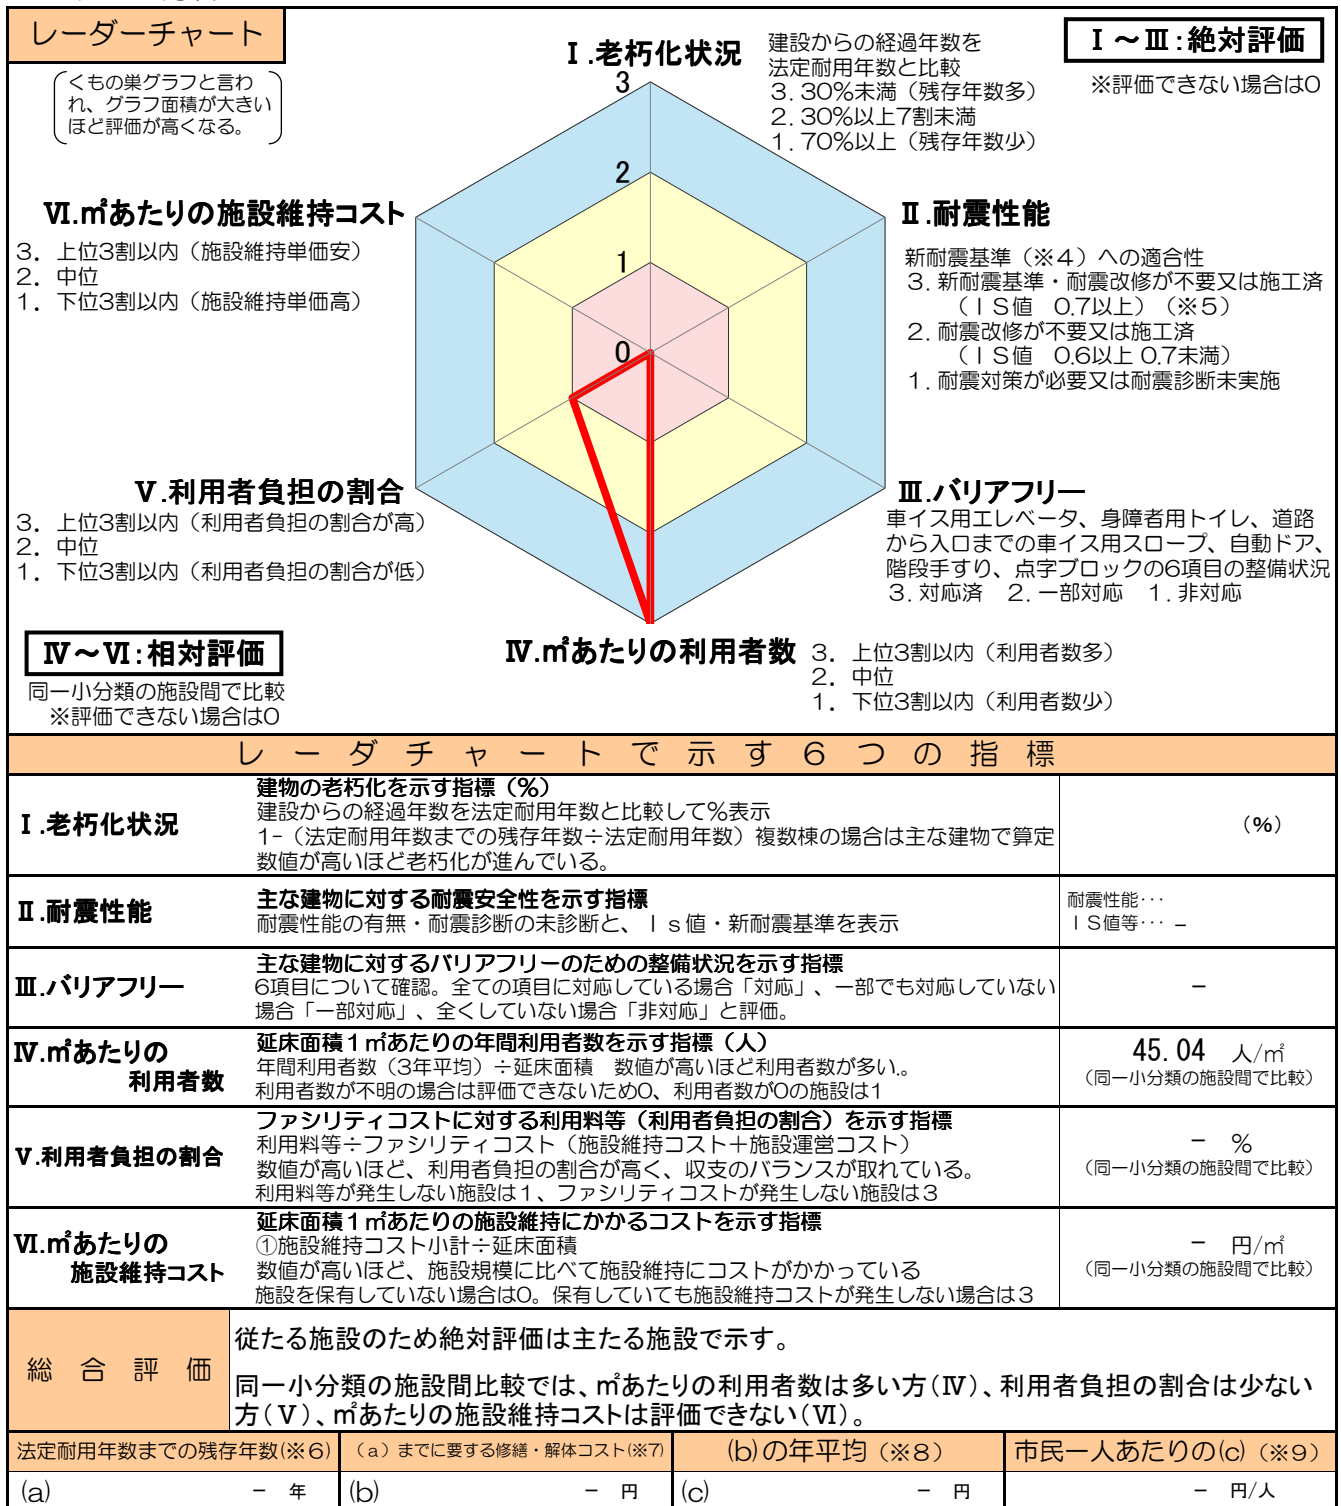 レーダーチャート
くもの巣グラフと言わ
れ、グラフ面積が大きい
ほど評価が高くなる。
Ⅰ.老朽化状況
建設からの経過年数を
法定耐用年数と比較
3. 30%未満（残存年数多）
2. 30%以上7割未満
1. 70%以上（残存年数少）
Ⅰ～Ⅲ:絶対評価
※評価できない場合は0
3
2
1
0
Ⅵ.㎡あたりの施設維持コスト
3. 上位3割以内（施設維持単価安）
2. 中位
1. 下位3割以内（施設維持単価高）
Ⅱ.耐震性能
新耐震基準（※4）への適合性
3. 新耐震基準・耐震改修が不要又は施工済
（ＩＳ値 0.7以上）（※5）
2. 耐震改修が不要又は施工済
（ＩＳ値 0.6以上 0.7未満）
1. 耐震対策が必要又は耐震診断未実施
Ⅴ.利用者負担の割合
3. 上位3割以内（利用者負担の割合が高）
2. 中位
1. 下位3割以内（利用者負担の割合が低）
Ⅲ.バリアフリー
車イス用エレベータ、身障者用トイレ、道路
から入口までの車イス用スロープ、自動ドア、
階段手すり、点字ブロックの6項目の整備状況
3. 対応済 2. 一部対応 1. 非対応
Ⅳ～Ⅵ:相対評価
同一小分類の施設間で比較
※評価できない場合は0
Ⅳ.㎡あたりの利用者数
3. 上位3割以内（利用者数多）
2. 中位
1. 下位3割以内（利用者数少）
レーダチャートで示す6つの指標
Ⅰ.老朽化状況
建物の老朽化を示す指標（%）
建設からの経過年数を法定耐用年数と比較して%表示
1-（法定耐用年数までの残存年数÷法定耐用年数）複数棟の場合は主な建物で算定
数値が高いほど老朽化が進んでいる。
（%）
Ⅱ.耐震性能
主な建物に対する耐震安全性を示す指標
耐震性能の有無・耐震診断の未診断と、Ｉｓ値・新耐震基準を表示
耐震性能…
ＩＳ値等… －
Ⅲ.バリアフリー
主な建物に対するバリアフリーのための整備状況を示す指標
6項目について確認。全ての項目に対応している場合「対応」、一部でも対応していない
場合「一部対応」、全くしていない場合「非対応」と評価。
－
Ⅳ.㎡あたりの
利用者数
延床面積１㎡あたりの年間利用者数を示す指標（人）
年間利用者数（3年平均）÷延床面積 数値が高いほど利用者数が多い。
利用者数が不明の場合は評価できないため0、利用者数が0の施設は1
45.04 人/㎡
（同一小分類の施設間で比較）
Ⅴ.利用者負担の割合
ファシリティコストに対する利用料等（利用者負担の割合）を示す指標
利用料等÷ファシリティコスト（施設維持コスト＋施設運営コスト）
数値が高いほど、利用者負担の割合が高く、収支のバランスが取れている。
利用料等が発生しない施設は１、ファシリティコストが発生しない施設は３
－ %
（同一小分類の施設間で比較）
Ⅵ.㎡あたりの
施設維持コスト
延床面積１㎡あたりの施設維持にかかるコストを示す指標
①施設維持コスト小計÷延床面積
数値が高いほど、施設規模に比べて施設維持にコストがかかっている
施設を保有していない場合は0。保有していても施設維持コストが発生しない場合は３
－ 円/㎡
（同一小分類の施設間で比較）
総合評価
従たる施設のため絶対評価は主たる施設で示す。
同一小分類の施設間比較では、㎡あたりの利用者数は多い方(Ⅳ)、利用者負担の割合は少ない
方(Ⅴ)、㎡あたりの施設維持コストは評価できない(Ⅵ)。
法定耐用年数までの残存年数(※6)
（a）までに要する修繕・解体コスト(※7)
(b)の年平均（※8）
市民一人あたりの(c)（※9）
(a) － 年
(b) － 円
(c) － 円
－ 円/人